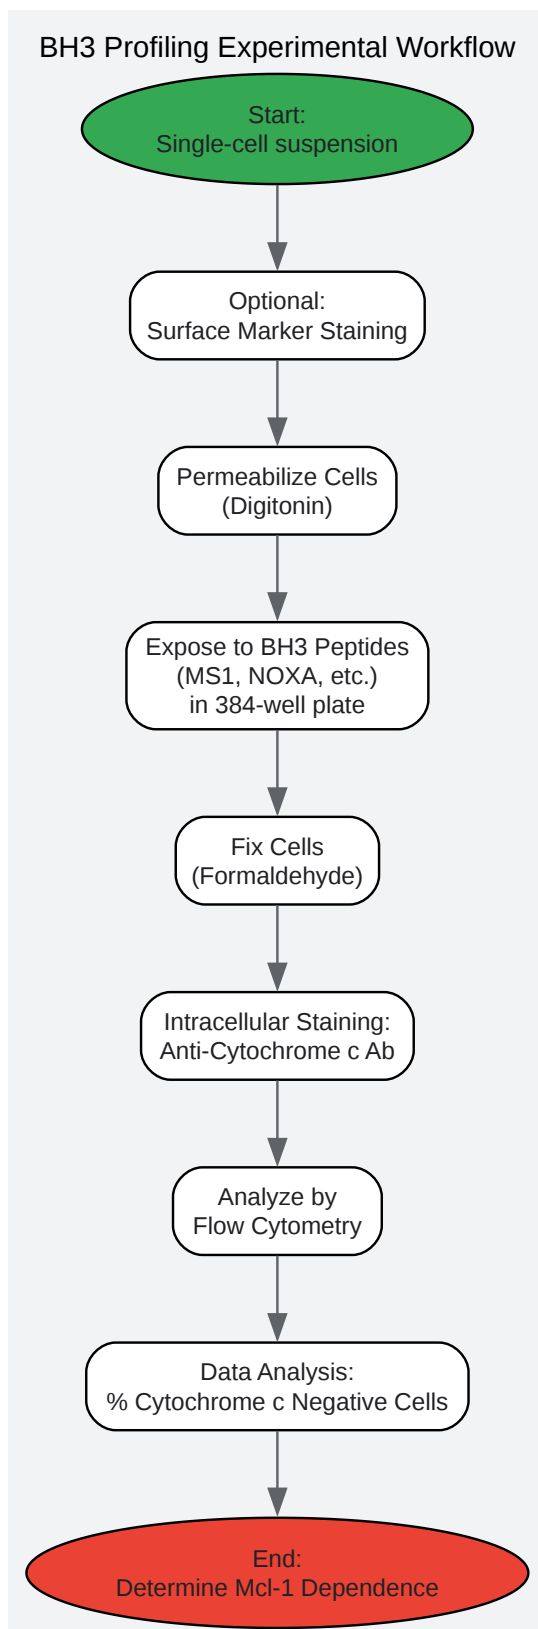 BH3 Profiling Experimental Workflow
Start:
Single-cell suspension
Optional:
Surface Marker Staining
Permeabilize Cells
(Digitonin)
Expose to BH3 Peptides
(MS1, NOXA, etc.)
in 384-well plate
Fix Cells
(Formaldehyde)
Intracellular Staining:
Anti-Cytochrome c Ab
Analyze by
Flow Cytometry
Data Analysis:
% Cytochrome c Negative Cells
End:
Determine Mcl-1 Dependence